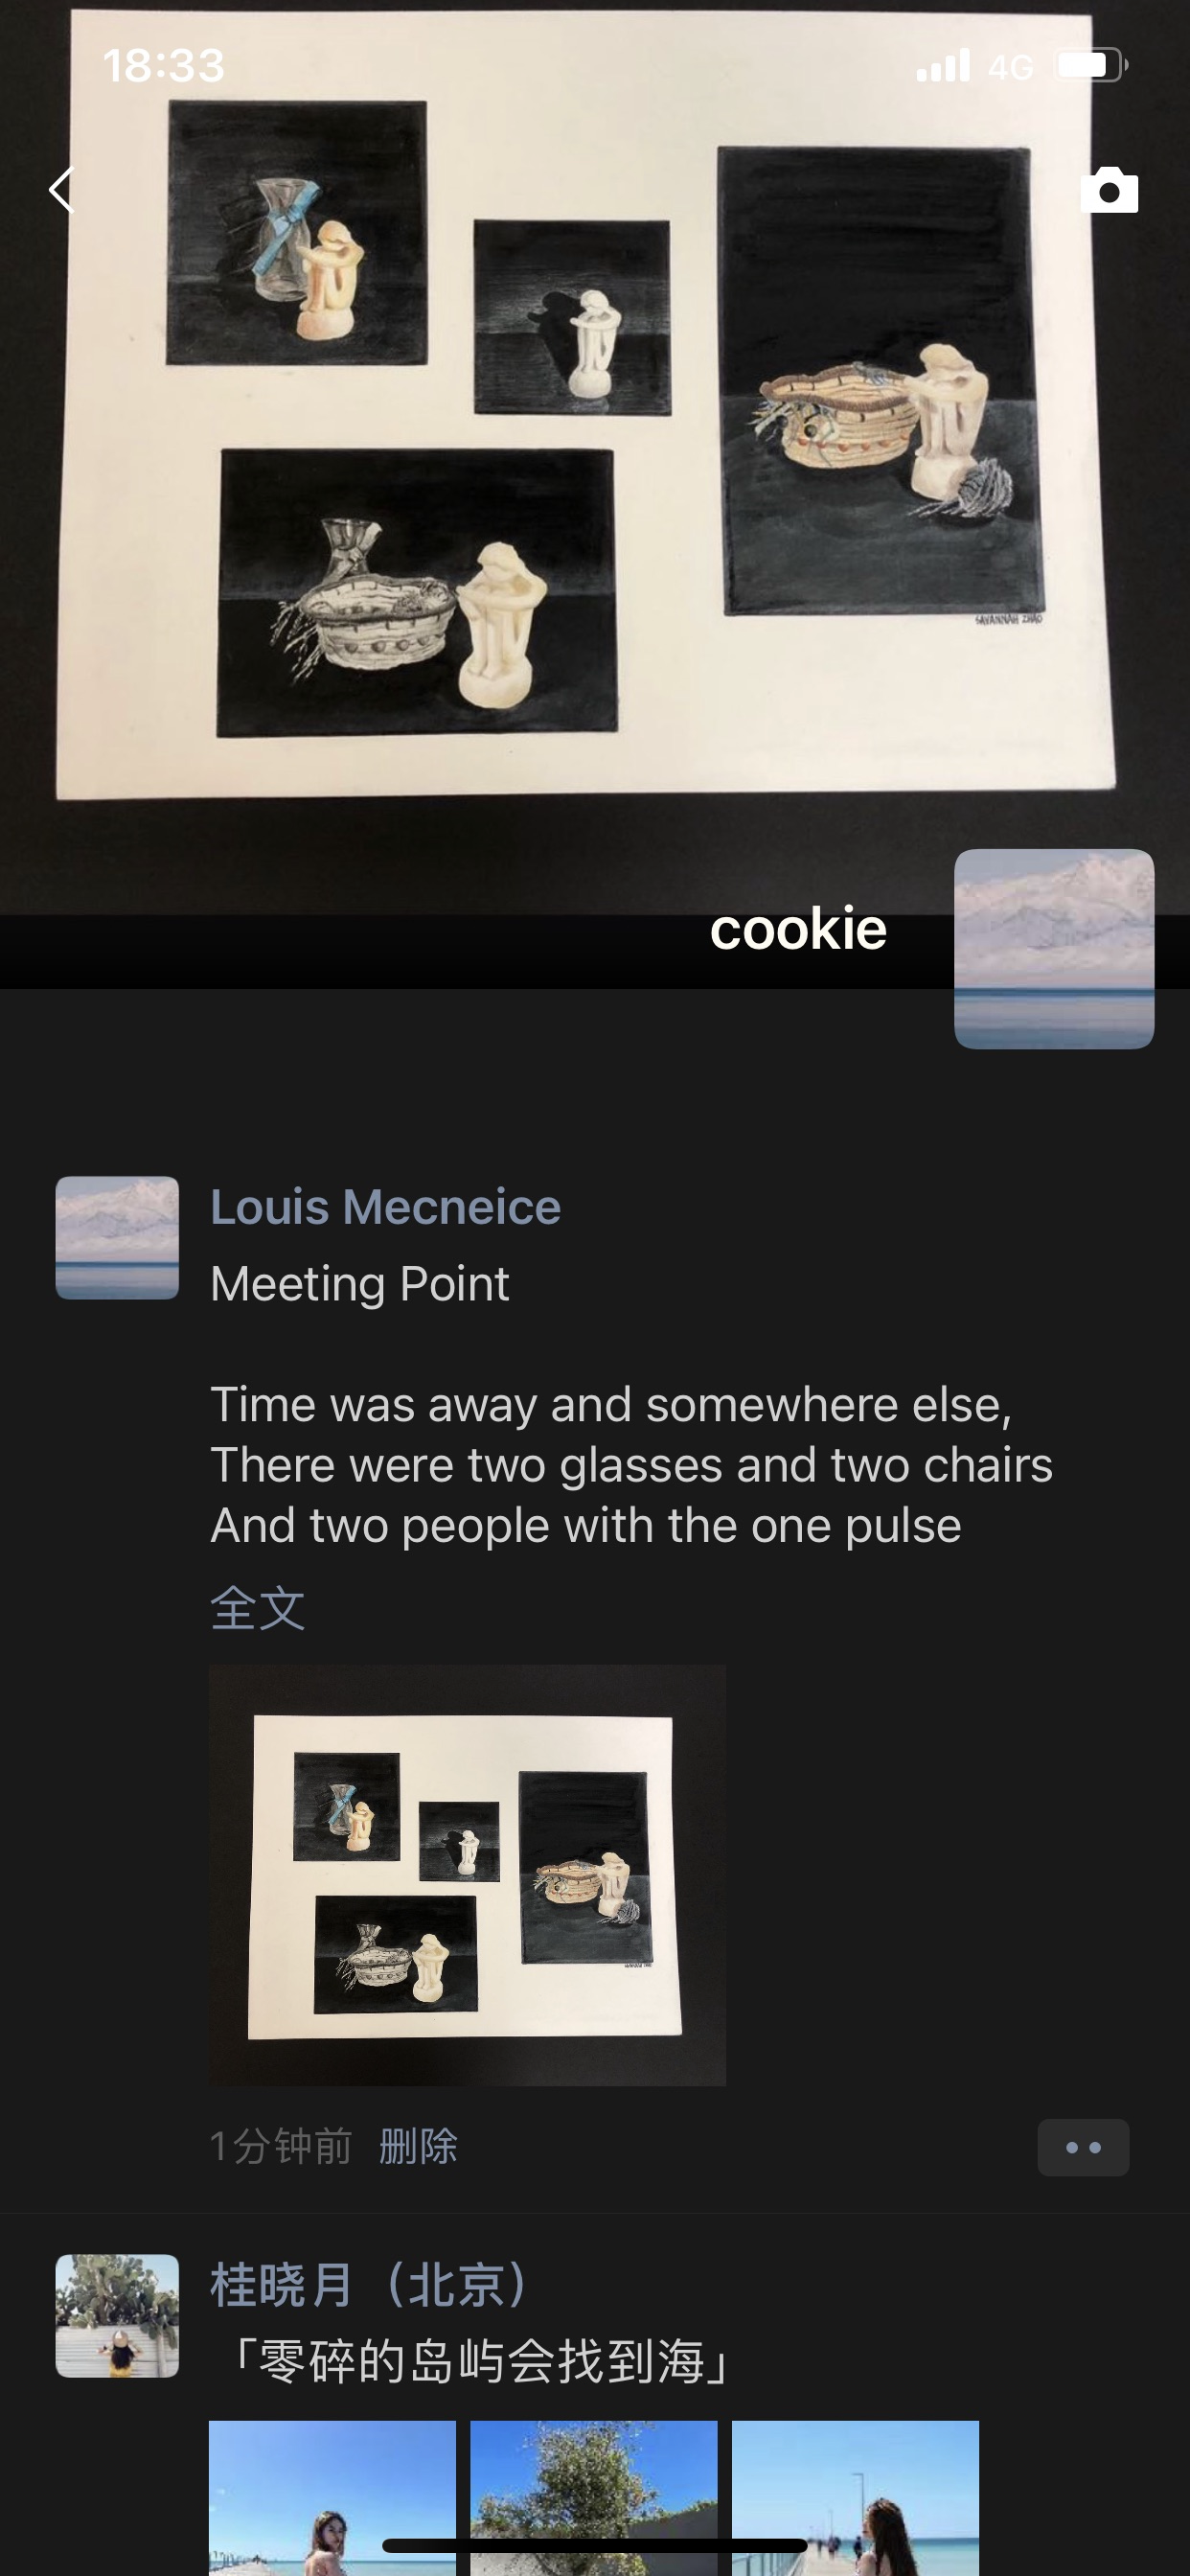 18:33
4G
SAVANNAH ZHAO
cookie
Louis Mecneice
Meeting Point
Time was away and somewhere else,
There were two glasses and two chairs
And two people with the one pulse
全文
1分钟前 删除
桂晓月（北京）
「零碎的岛屿会找到海」